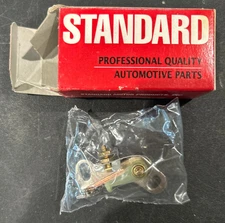 STANDARD
PROFESSIONAL QUALITY
AUTOMOTIVE PARTS